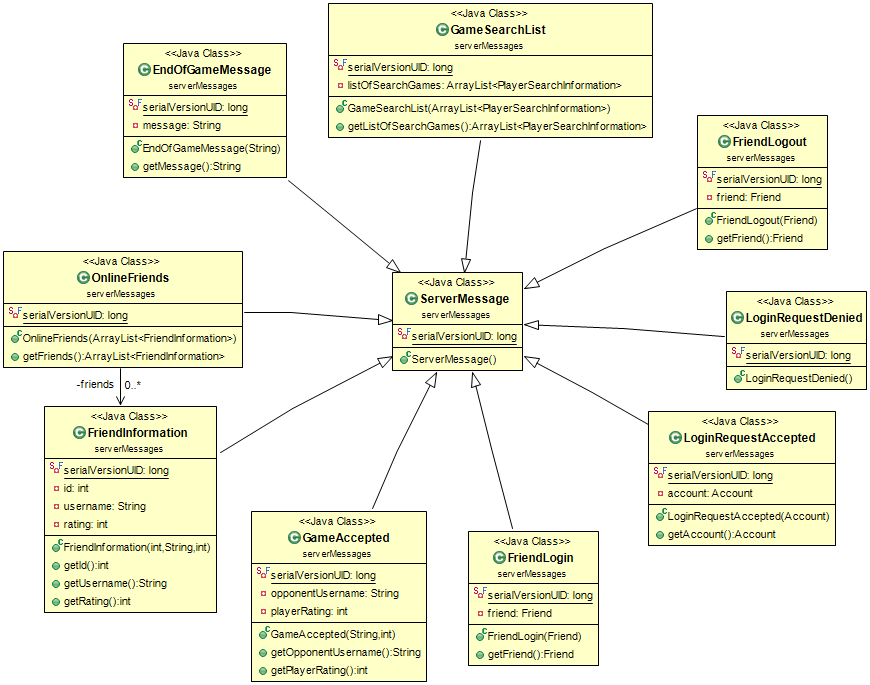 <<Java Class>>
GameSearchList
serverMessages
serialVersionUID: long
listOfSearchGames: ArrayList<PlayerSearchInformation>
GameSearchList(ArrayList<PlayerSearchInformation>)
getListOfSearchGames():ArrayList<PlayerSearchInformation>
<<Java Class>>
EndOfGameMessage
serverMessages
serialVersionUID: long
message: String
EndOfGameMessage(String)
getMessage():String
<<Java Class>>
FriendLogout
serverMessages
serialVersionUID: long
friend: Friend
FriendLogout(Friend)
getFriend():Friend
<<Java Class>>
OnlineFriends
serverMessages
serialVersionUID: long
OnlineFriends(ArrayList<FriendInformation>)
getFriends():ArrayList<FriendInformation>
-friends 0..*
<<Java Class>>
ServerMessage
serverMessages
serialVersionUID: long
ServerMessage()
<<Java Class>>
LoginRequestDenied
serverMessages
serialVersionUID: long
LoginRequestDenied()
<<Java Class>>
FriendInformation
serverMessages
serialVersionUID: long
id: int
username: String
rating: int
FriendInformation(int,String,int)
getId():int
getUsername():String
getRating():int
<<Java Class>>
LoginRequestAccepted
serverMessages
serialVersionUID: long
account: Account
LoginRequestAccepted(Account)
getAccount():Account
<<Java Class>>
GameAccepted
serverMessages
serialVersionUID: long
opponentUsername: String
playerRating: int
GameAccepted(String,int)
getOpponentUsername():String
getPlayerRating():int
<<Java Class>>
FriendLogin
serverMessages
serialVersionUID: long
friend: Friend
FriendLogin(Friend)
getFriend():Friend